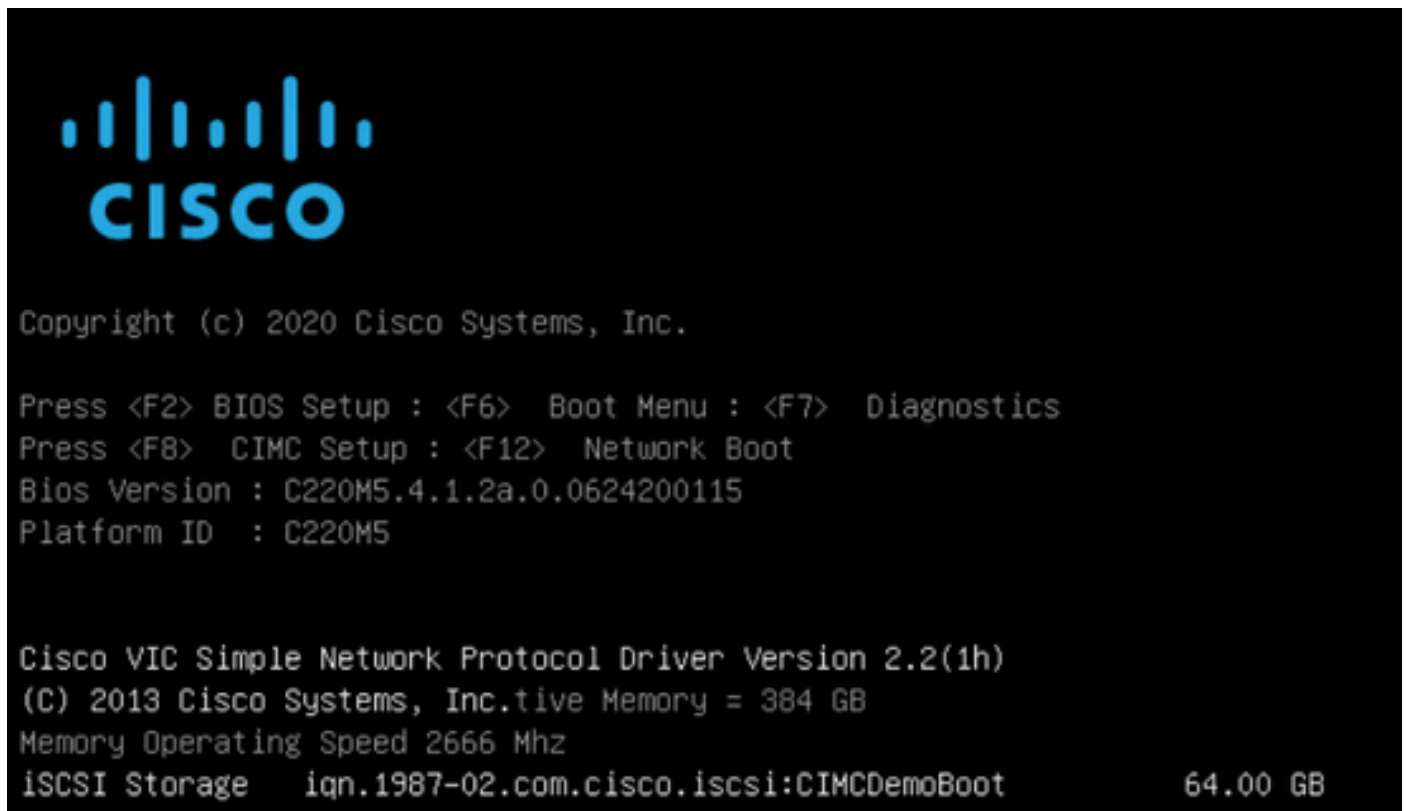 CISCO
Copyright (c) 2020 Cisco Systems, Inc.
Press <F2> BIOS Setup : <F6>  Boot Menu : <F7>  Diagnostics
Press <F8>  CIMC Setup : <F12>  Network Boot
Bios Version : C220M5.4.1.2a.0.0624200115
Platform ID  : C220M5
Cisco VIC Simple Network Protocol Driver Version 2.2(1h)
(C) 2013 Cisco Systems, Inc.tive Memory = 384 GB
Memory Operating Speed 2666 Mhz
iSCSI Storage   iqn.1987-02.com.cisco.iscsi:CIMCDemoBoot          64.00 GB